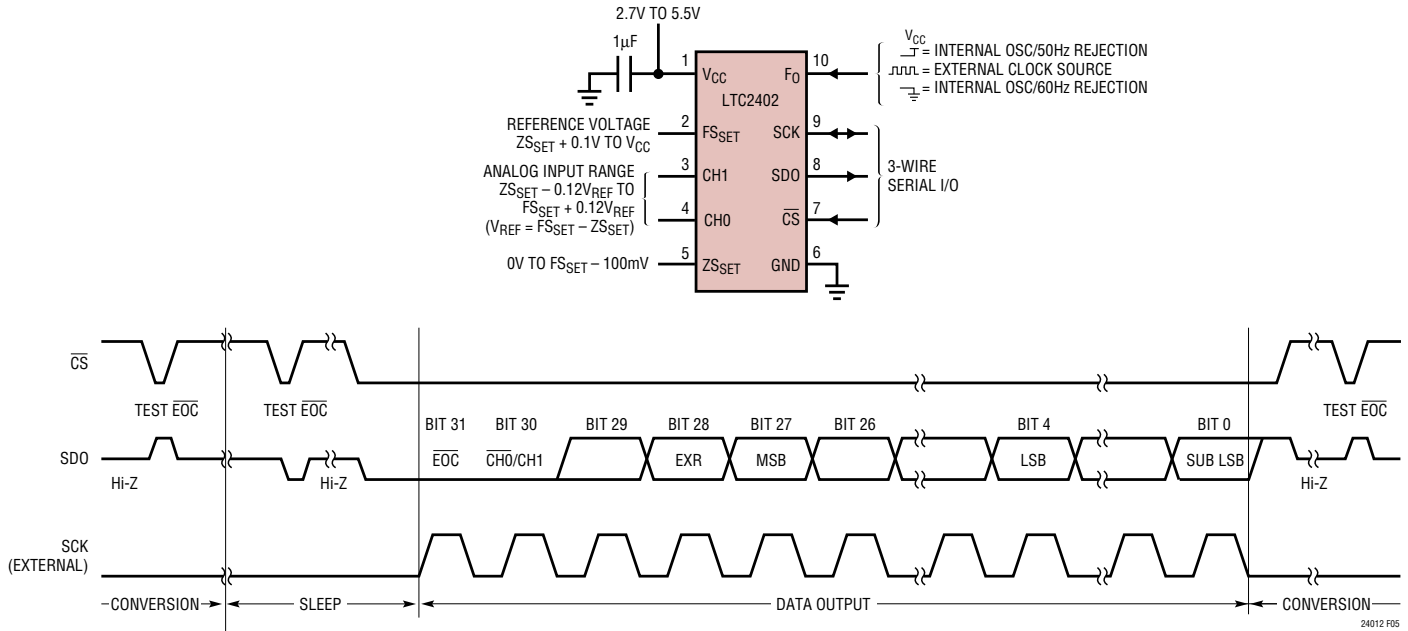 2.7V TO 5.5V
1µF
1
VCC
LTC2402
FO
10
VCC
= INTERNAL OSC/50Hz REJECTION
= EXTERNAL CLOCK SOURCE
= INTERNAL OSC/60Hz REJECTION
REFERENCE VOLTAGE
ZSSET + 0.1V TO VCC
2
FSSET
SCK
9
ANALOG INPUT RANGE
ZSSET – 0.12VREF TO
FSSET + 0.12VREF
(VREF = FSSET – ZSSET)
3
CH1
SDO
8
3-WIRE
SERIAL I/O
4
CH0
CS
7
0V TO FSSET – 100mV
5
ZSSET
GND
6
CS
TEST EOC
TEST EOC
TEST EOC
BIT 31
BIT 30
BIT 29
BIT 28
BIT 27
BIT 26
BIT 4
BIT 0
SDO
EOC
CH0/CH1
EXR
MSB
LSB
SUB LSB
Hi-Z
Hi-Z
Hi-Z
SCK
(EXTERNAL)
CONVERSION
SLEEP
DATA OUTPUT
CONVERSION
24012 F05